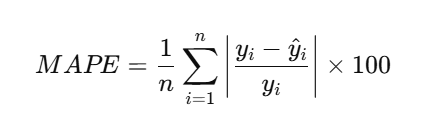 MAPE = \frac{1}{n} \sum_{i=1}^{n} \left| \frac{y_i - \hat{y}_i}{y_i} \right| \times 100